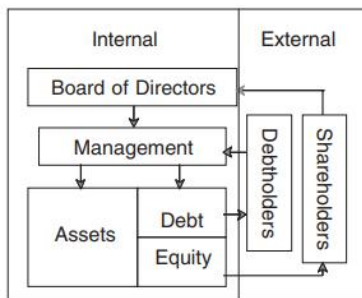 Internal
External
Board of Directors
Management
Debtholders
Shareholders
Assets
Debt
Equity